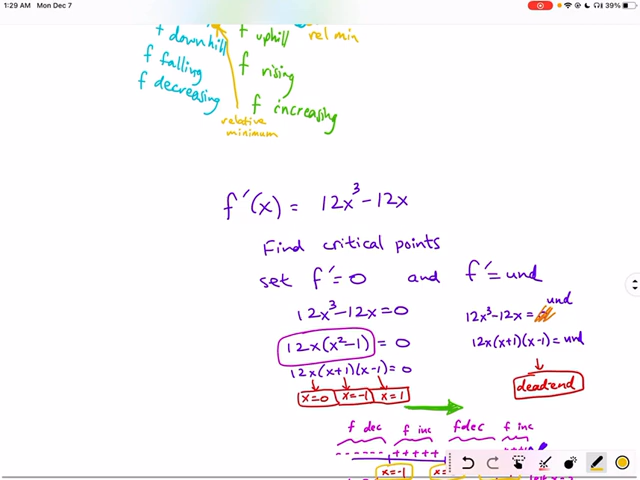 1:29 AM Mon Dec 7 39%
f downhill f uphill rel min
f falling f rising
f decreasing f increasing
relative
minimum
f'(x) = 12x³-12x
Find critical points
set f'=0 and f'=und
12x³-12x=0 12x³-12x= und
12x(x²-1) = 0 12x(x+1)(x-1)=und
12x(x+1)(x-1)=0
x=0 x=-1 x=1 dead end
f dec f inc f dec f inc
------ +++++
x=-1